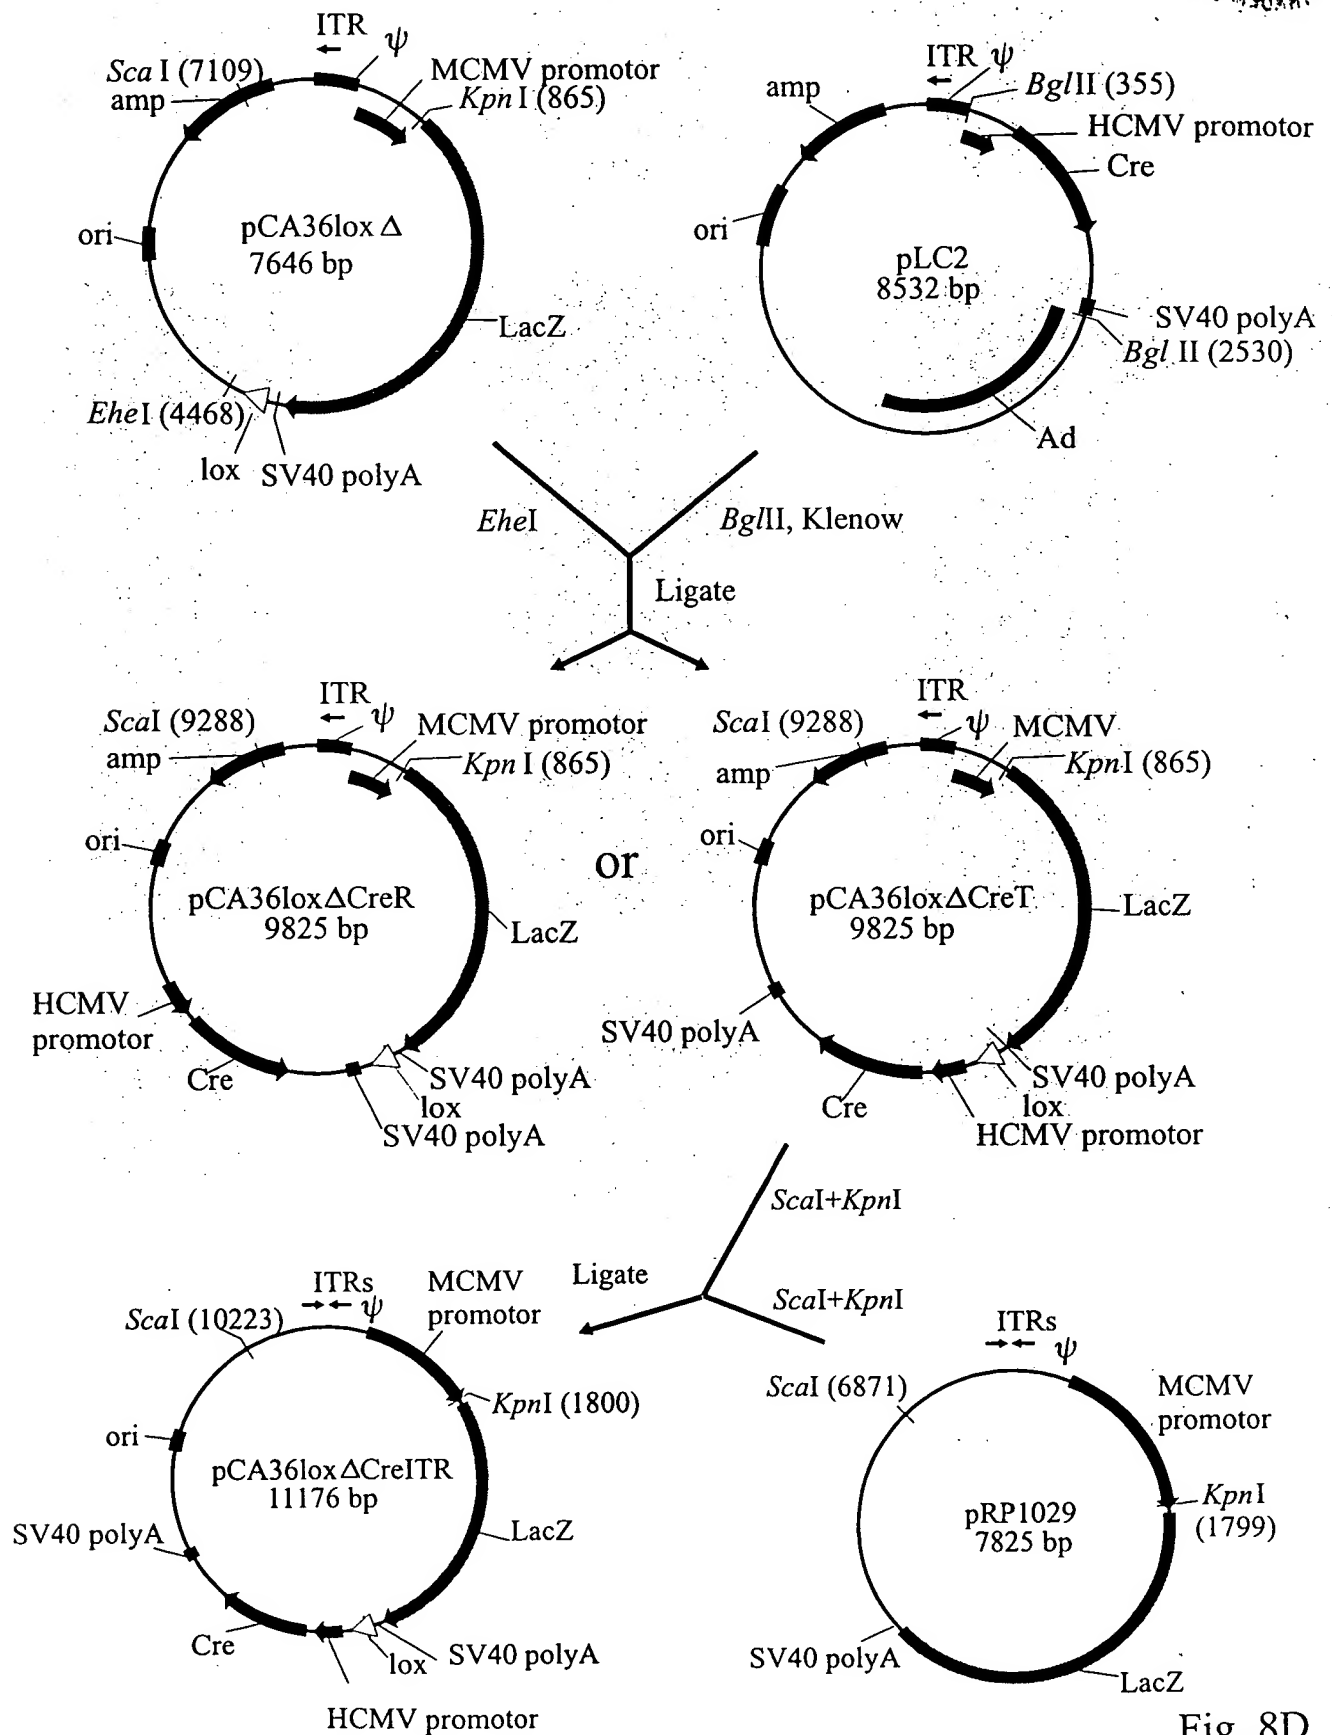 ITR
ψ
ScaI (7109)
amp
MCMV promotor
KpnI (865)
ori
pCA36lox Δ
7646 bp
LacZ
EheI (4468)
lox
SV40 polyA
ITR ψ
amp
BglII (355)
HCMV promotor
Cre
ori
pLC2
8532 bp
SV40 polyA
Bgl II (2530)
Ad
EheI
BglII, Klenow
Ligate
ITR
ψ
ScaI (9288)
amp
MCMV promotor
Kpn I (865)
ori
pCA36loxΔCreR
9825 bp
LacZ
HCMV
promotor
Cre
SV40 polyA
lox
SV40 polyA
or
ITR
ψ
ScaI (9288)
amp
MCMV
KpnI (865)
ori
pCA36loxΔCreT
9825 bp
LacZ
SV40 polyA
Cre
SV40 polyA
lox
HCMV promotor
ScaI+KpnI
Ligate
ScaI+KpnI
ITRs
ψ
MCMV
promotor
ScaI (10223)
KpnI (1800)
ori
pCA36lox ΔCreITR
11176 bp
LacZ
SV40 polyA
Cre
lox
SV40 polyA
HCMV promotor
ITRs
ψ
ScaI (6871)
MCMV
promotor
KpnI
(1799)
pRP1029
7825 bp
SV40 polyA
LacZ
Fig. 8D